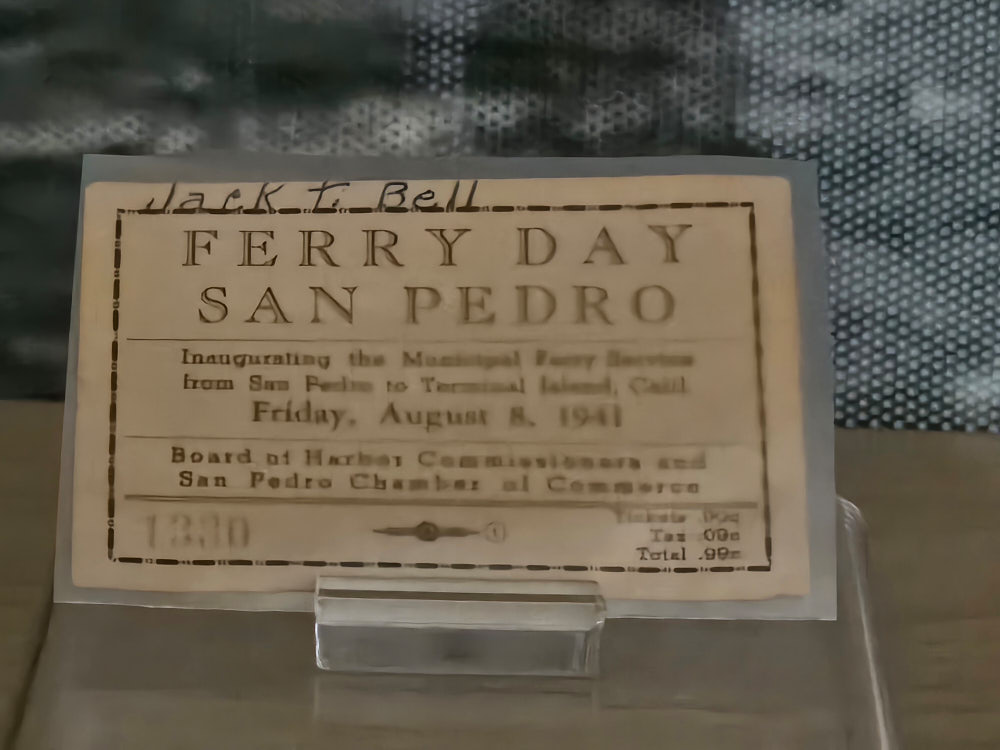 Jack T. Bell
FERRY DAY
SAN PEDRO
Inaugurating the Municipal Ferry Service
from San Pedro to Terminal Island, Calif.
Friday, August 8, 1941
Board of Harbor Commissioners and
San Pedro Chamber of Commerce
Tax .09c
Total .99c